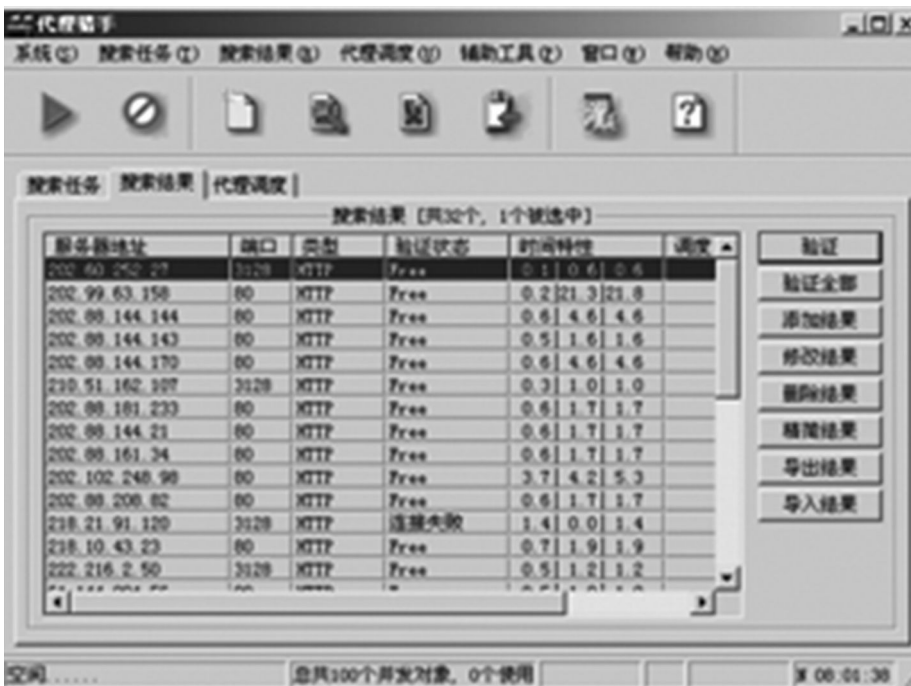 代理猎手
系统(S) 搜索任务(T) 搜索结果(R) 代理调度(V) 辅助工具(P) 窗口(W) 帮助(X)
搜索任务 搜索结果 代理调度
搜索结果 [共32个, 1个被选中]
服务器地址 端口 类型 验证状态 时间特性 调度
202.60.252.27 3128 HTTP Free 0.1| 0.6| 0.6
202.99.63.158 80 HTTP Free 0.2|21.3|21.8
202.88.144.144 80 HTTP Free 0.6| 4.6| 4.6
202.88.144.143 80 HTTP Free 0.5| 1.6| 1.6
202.88.144.170 80 HTTP Free 0.6| 4.6| 4.6
210.51.162.107 3128 HTTP Free 0.3| 1.0| 1.0
202.88.181.233 80 HTTP Free 0.6| 1.7| 1.7
202.88.144.21 80 HTTP Free 0.6| 1.7| 1.7
202.88.161.34 80 HTTP Free 0.6| 1.7| 1.7
202.102.248.98 80 HTTP Free 3.7| 4.2| 5.3
202.88.208.82 80 HTTP Free 0.6| 1.7| 1.7
218.21.91.120 3128 HTTP 连接失败 1.4| 0.0| 1.4
218.10.43.23 80 HTTP Free 0.7| 1.9| 1.9
222.216.2.50 3128 HTTP Free 0.5| 1.2| 1.2
验证
验证全部
添加结果
修改结果
删除结果
精简结果
导出结果
导入结果
空闲...... 总共100个并发对象, 0个使用 08:01:38